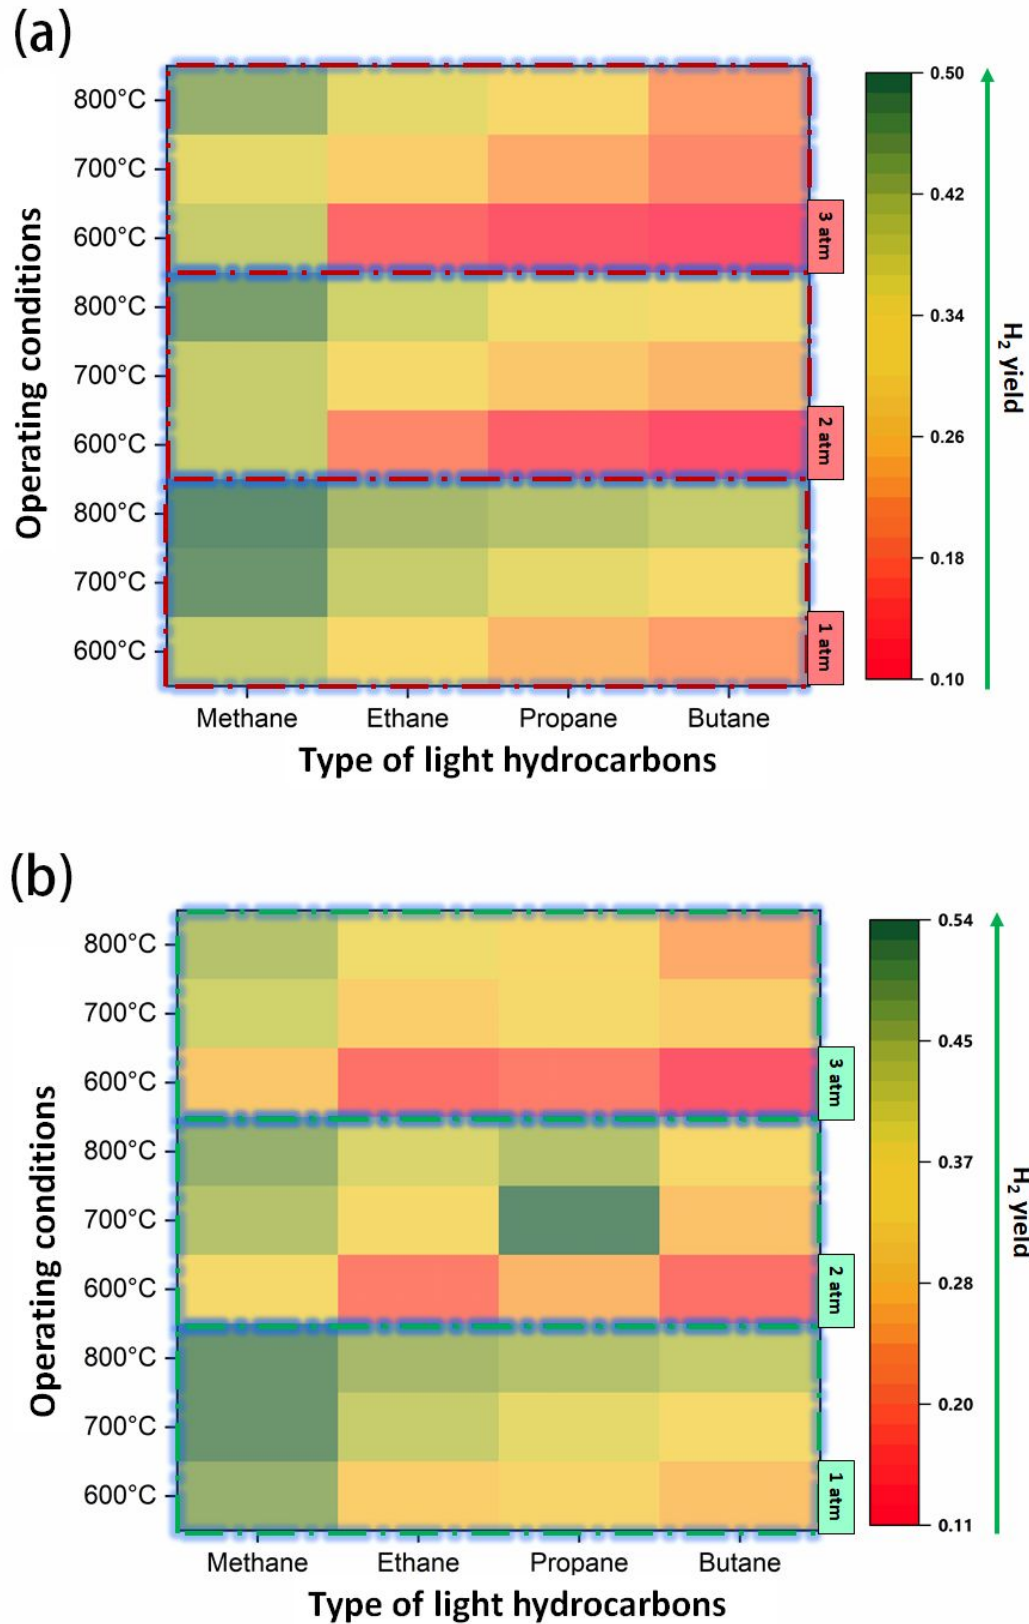 (a)
800°C
700°C
600°C
3 atm
800°C
700°C
600°C
2 atm
800°C
700°C
600°C
1 atm
Operating conditions
Methane Ethane Propane Butane
Type of light hydrocarbons
0.50
0.42
0.34
0.26
0.18
0.10
H₂ yield
(b)
800°C
700°C
600°C
3 atm
800°C
700°C
600°C
2 atm
800°C
700°C
600°C
1 atm
Operating conditions
Methane Ethane Propane Butane
Type of light hydrocarbons
0.54
0.45
0.37
0.28
0.20
0.11
H₂ yield